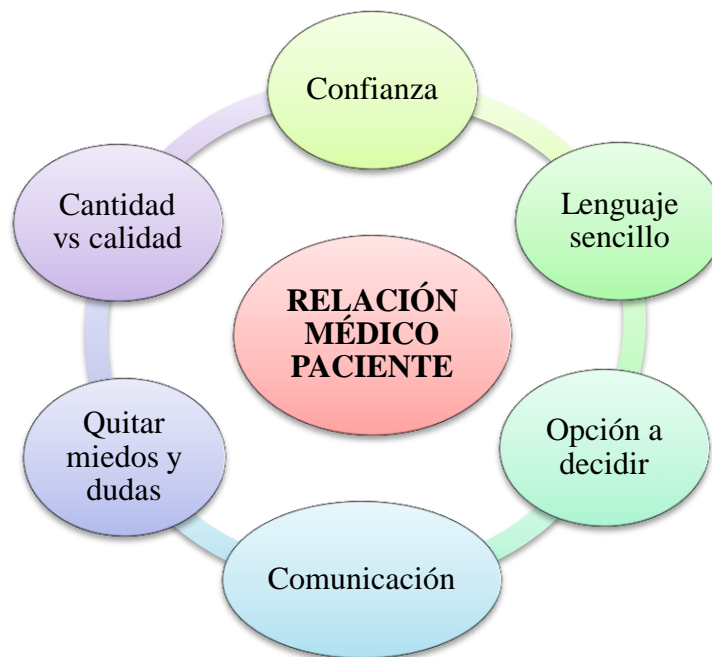 Confianza
Lenguaje
sencillo
Opción a
decidir
Comunicación
Quitar
miedos y
dudas
Cantidad
vs calidad
RELACIÓN
MÉDICO
PACIENTE